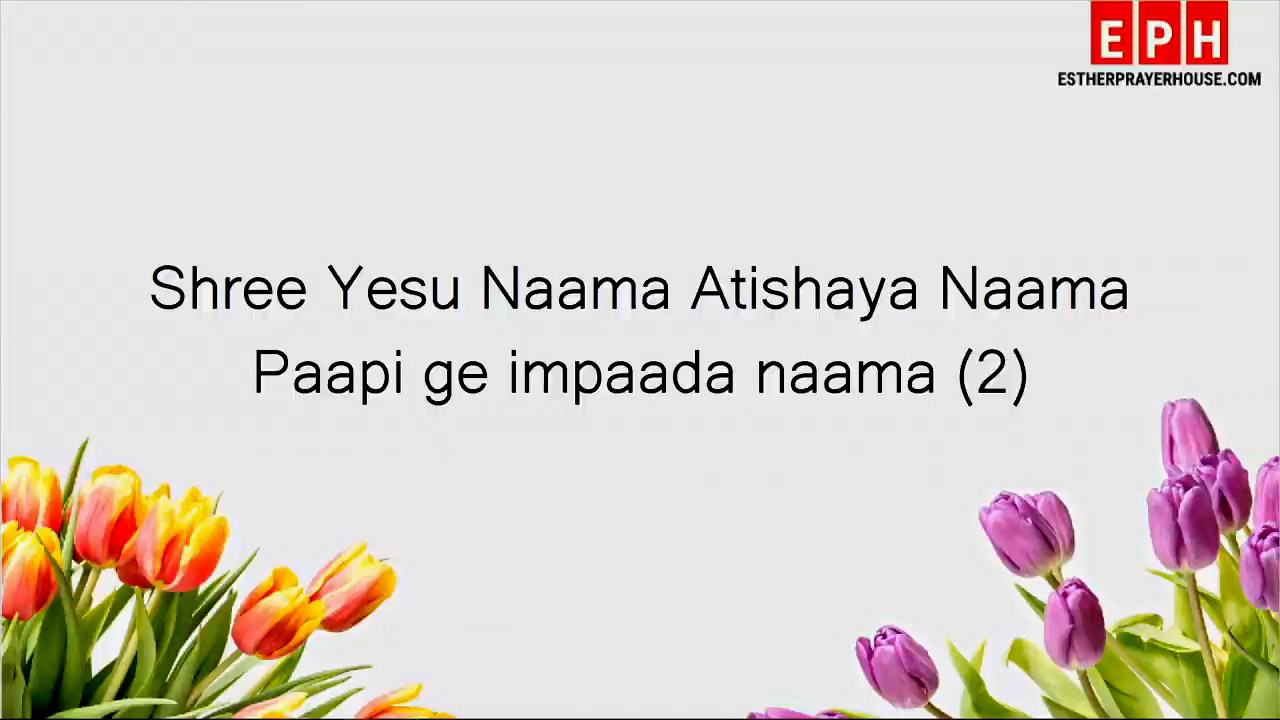 EPH
ESTHERPRAYERHOUSE.COM
Shree Yesu Naama Atishaya Naama
Paapi ge impaada naama (2)